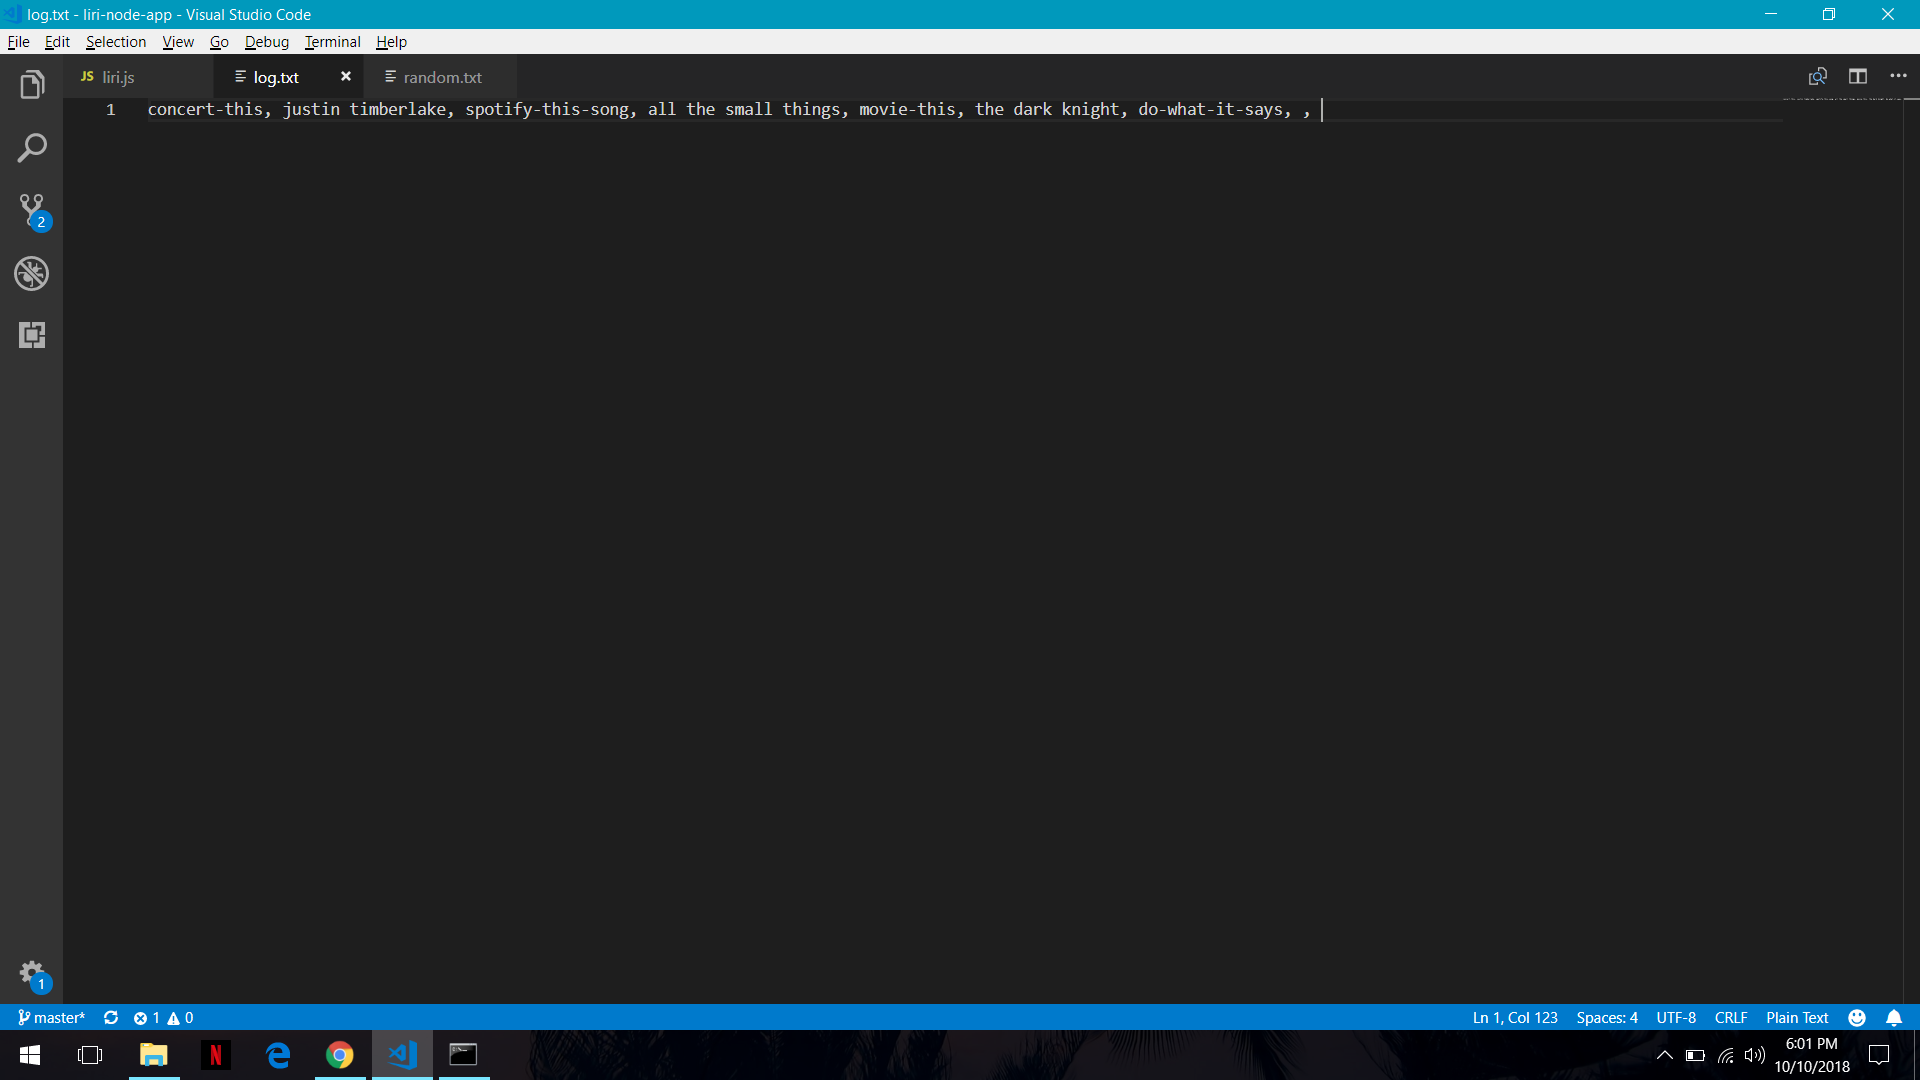 log.txt - liri-node-app - Visual Studio Code
File Edit Selection View Go Debug Terminal Help
JS liri.js log.txt random.txt
1 concert-this, justin timberlake, spotify-this-song, all the small things, movie-this, the dark knight, do-what-it-says, ,
2
1
master* 1 0 Ln 1, Col 123 Spaces: 4 UTF-8 CRLF Plain Text
N
6:01 PM
10/10/2018